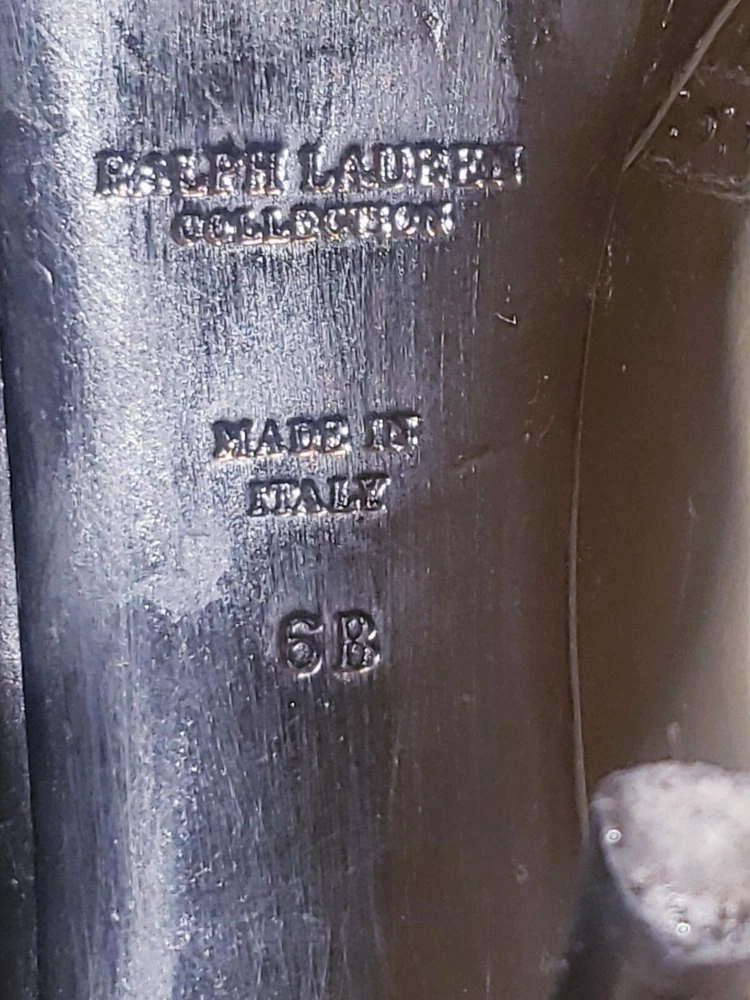 RALPH LAUREN
COLLECTION
MADE IN
ITALY
6B